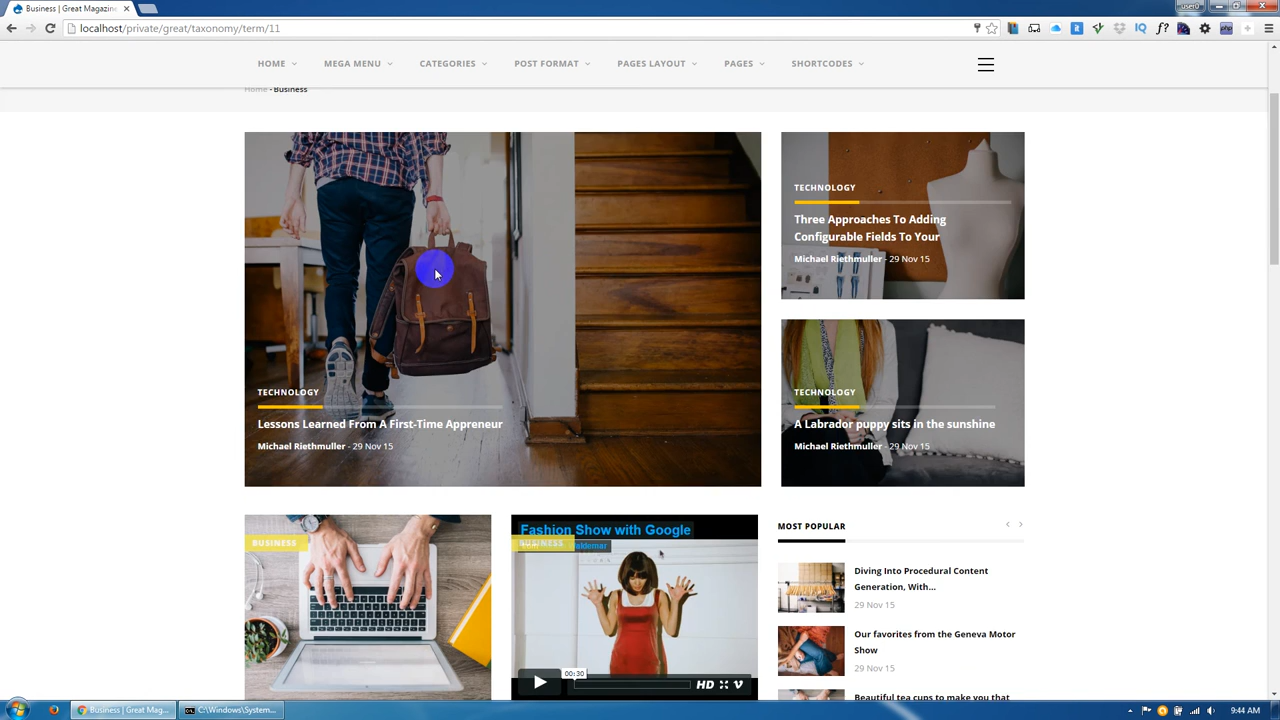 Business | Great Magazine
user0
localhost/private/great/taxonomy/term/11
HOME
MEGA MENU
CATEGORIES
POST FORMAT
PAGES LAYOUT
PAGES
SHORTCODES
Home - Business
TECHNOLOGY
Lessons Learned From A First-Time Appreneur
Michael Riethmuller - 29 Nov 15
TECHNOLOGY
Three Approaches To Adding
Configurable Fields To Your
Michael Riethmuller - 29 Nov 15
TECHNOLOGY
A Labrador puppy sits in the sunshine
Michael Riethmuller - 29 Nov 15
BUSINESS
Fashion Show with Google
BUSINESS
00:30
HD
MOST POPULAR
Diving Into Procedural Content
Generation, With...
29 Nov 15
Our favorites from the Geneva Motor
Show
29 Nov 15
Beautiful tea cups to make you that
Business | Great Mag...
C:\Windows\System...
9:44 AM